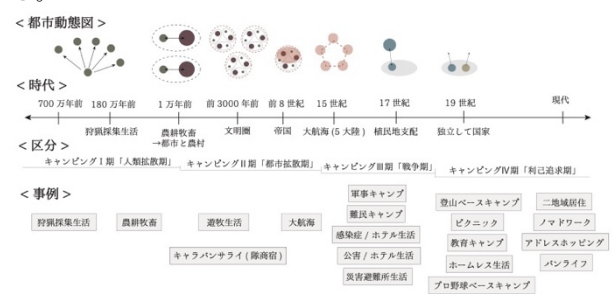 < 都市動態図 >
< 時代 >
700 万年前 180 万年前 1 万年前 前 3000 年前 前 8 世紀 15 世紀 17 世紀 19 世紀 現代
狩猟採集生活 農耕牧畜 文明圏 帝国 大航海 (5 大陸) 植民地支配 独立して国家
→都市と農村
< 区分 >
キャンピングⅠ期「人類拡散期」 キャンピングⅡ期「都市拡散期」 キャンピングⅢ期「戦争期」 キャンピングⅣ期「利己追求期」
< 事例 >
狩猟採集生活 農耕牧畜 遊牧生活 大航海 軍事キャンプ 登山ベースキャンプ 二地域居住
難民キャンプ ピクニック ノマドワーク
キャラバンサライ ( 隊商宿 ) 感染症 / ホテル生活 教育キャンプ アドレスホッピング
公害 / ホテル生活 ホームレス生活 バンライフ
災害避難所生活 プロ野球ベースキャンプ